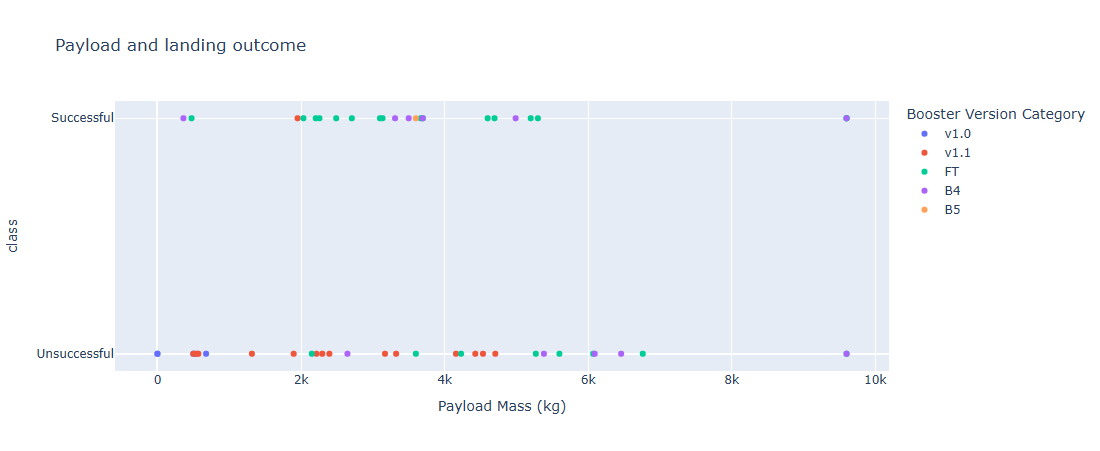 Payload and landing outcome
Successful
Unsuccessful
class
0
2k
4k
6k
8k
10k
Payload Mass (kg)
Booster Version Category
v1.0
v1.1
FT
B4
B5